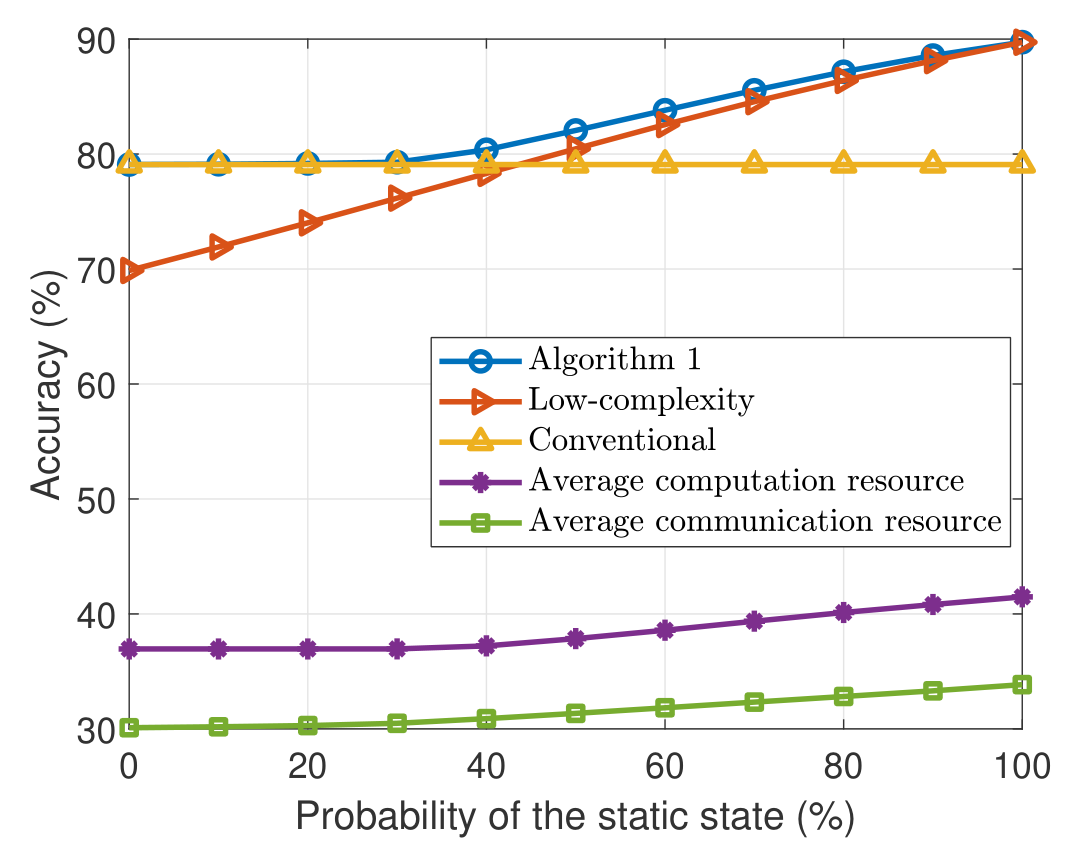 90
80
70
60
50
40
30
Accuracy (%)
Algorithm 1
Low-complexity
Conventional
Average computation resource
Average communication resource
0 20 40 60 80 100
Probability of the static state (%)